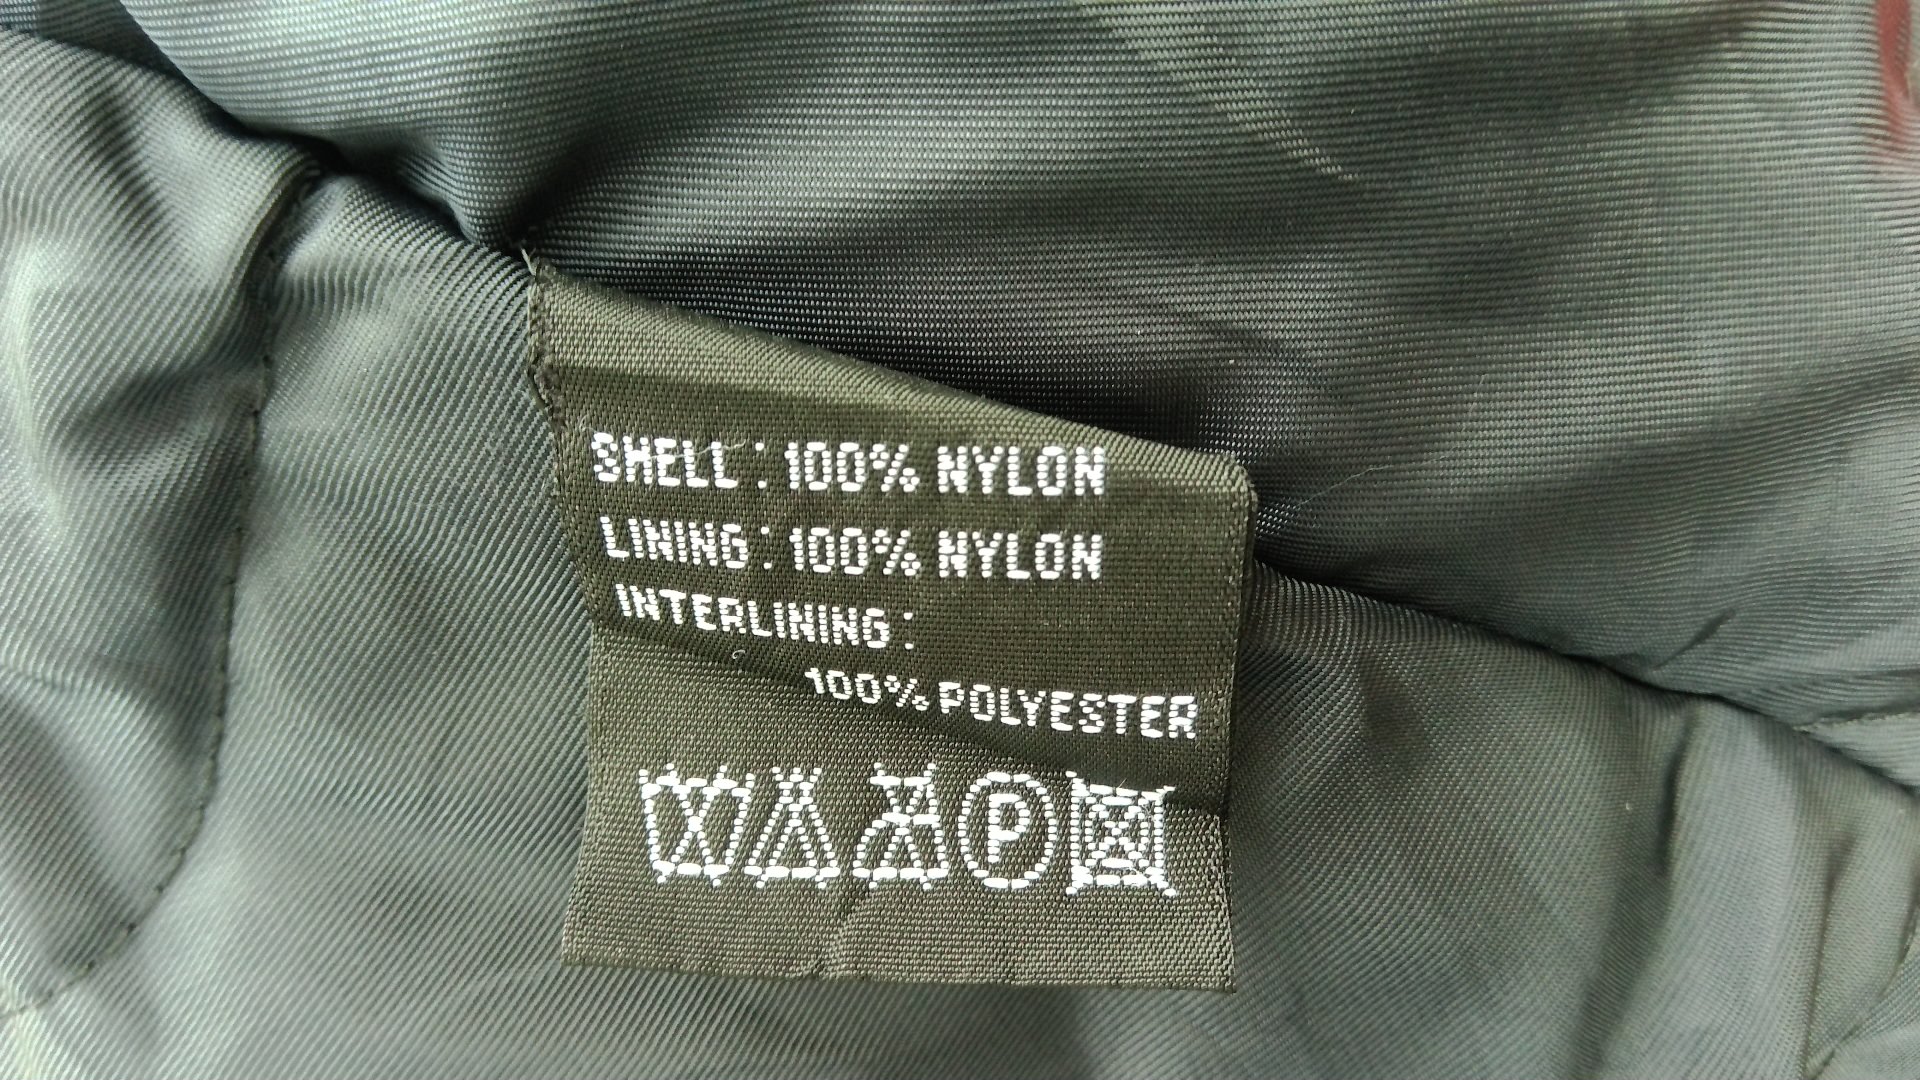 SHELL : 100% NYLON
LINING : 100% NYLON
INTERLINING :
100% POLYESTER
P